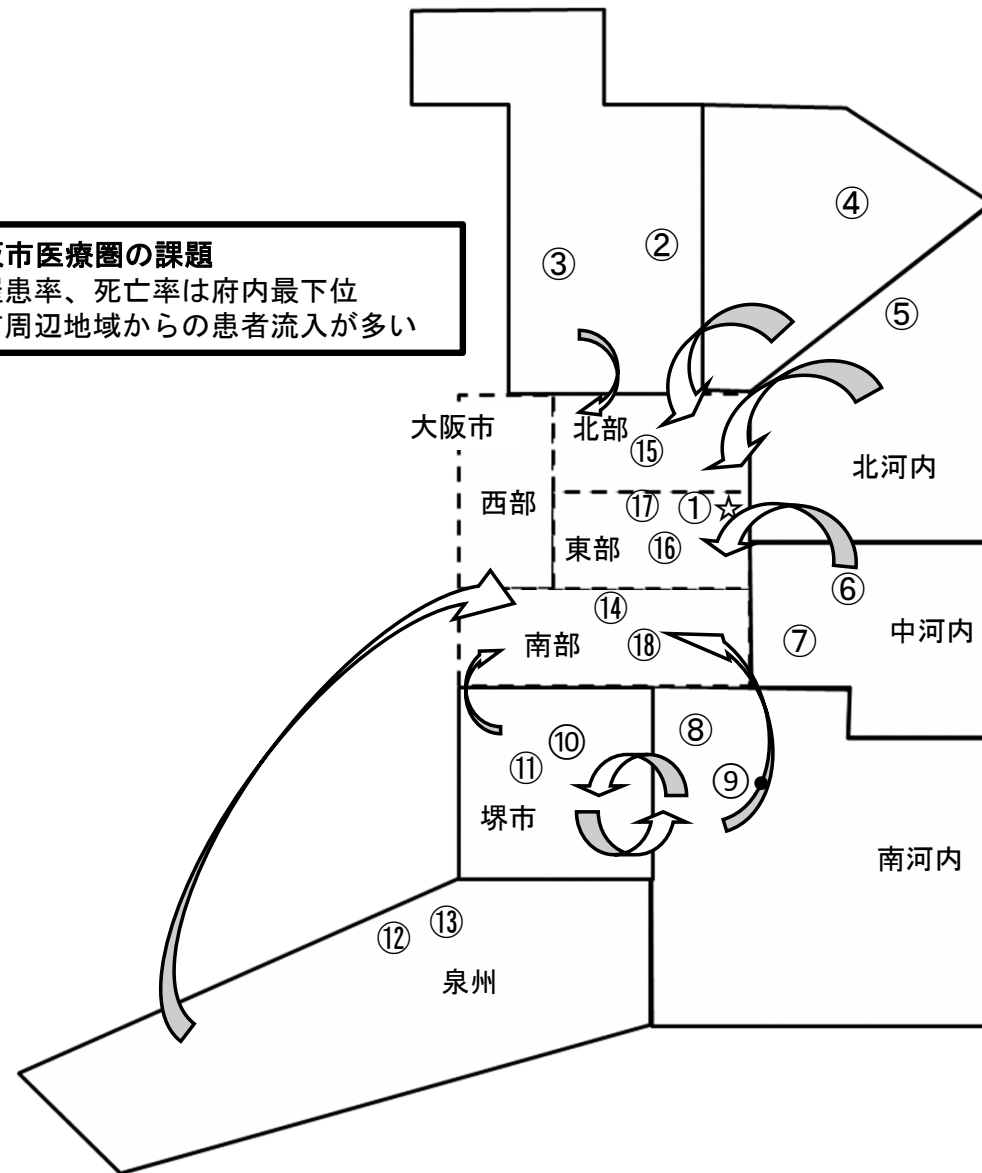 ④
②
③
阪市医療圏の課題
患率、死亡率は府内最下位
周辺地域からの患者流入が多い
⑤
大阪市
北部
⑮
北河内
西部
⑰
①☆
東部
⑯
⑥
⑭
⑦
中河内
南部
⑱
⑧
⑩
⑪
⑨
堺市
南河内
⑬
⑫
泉州